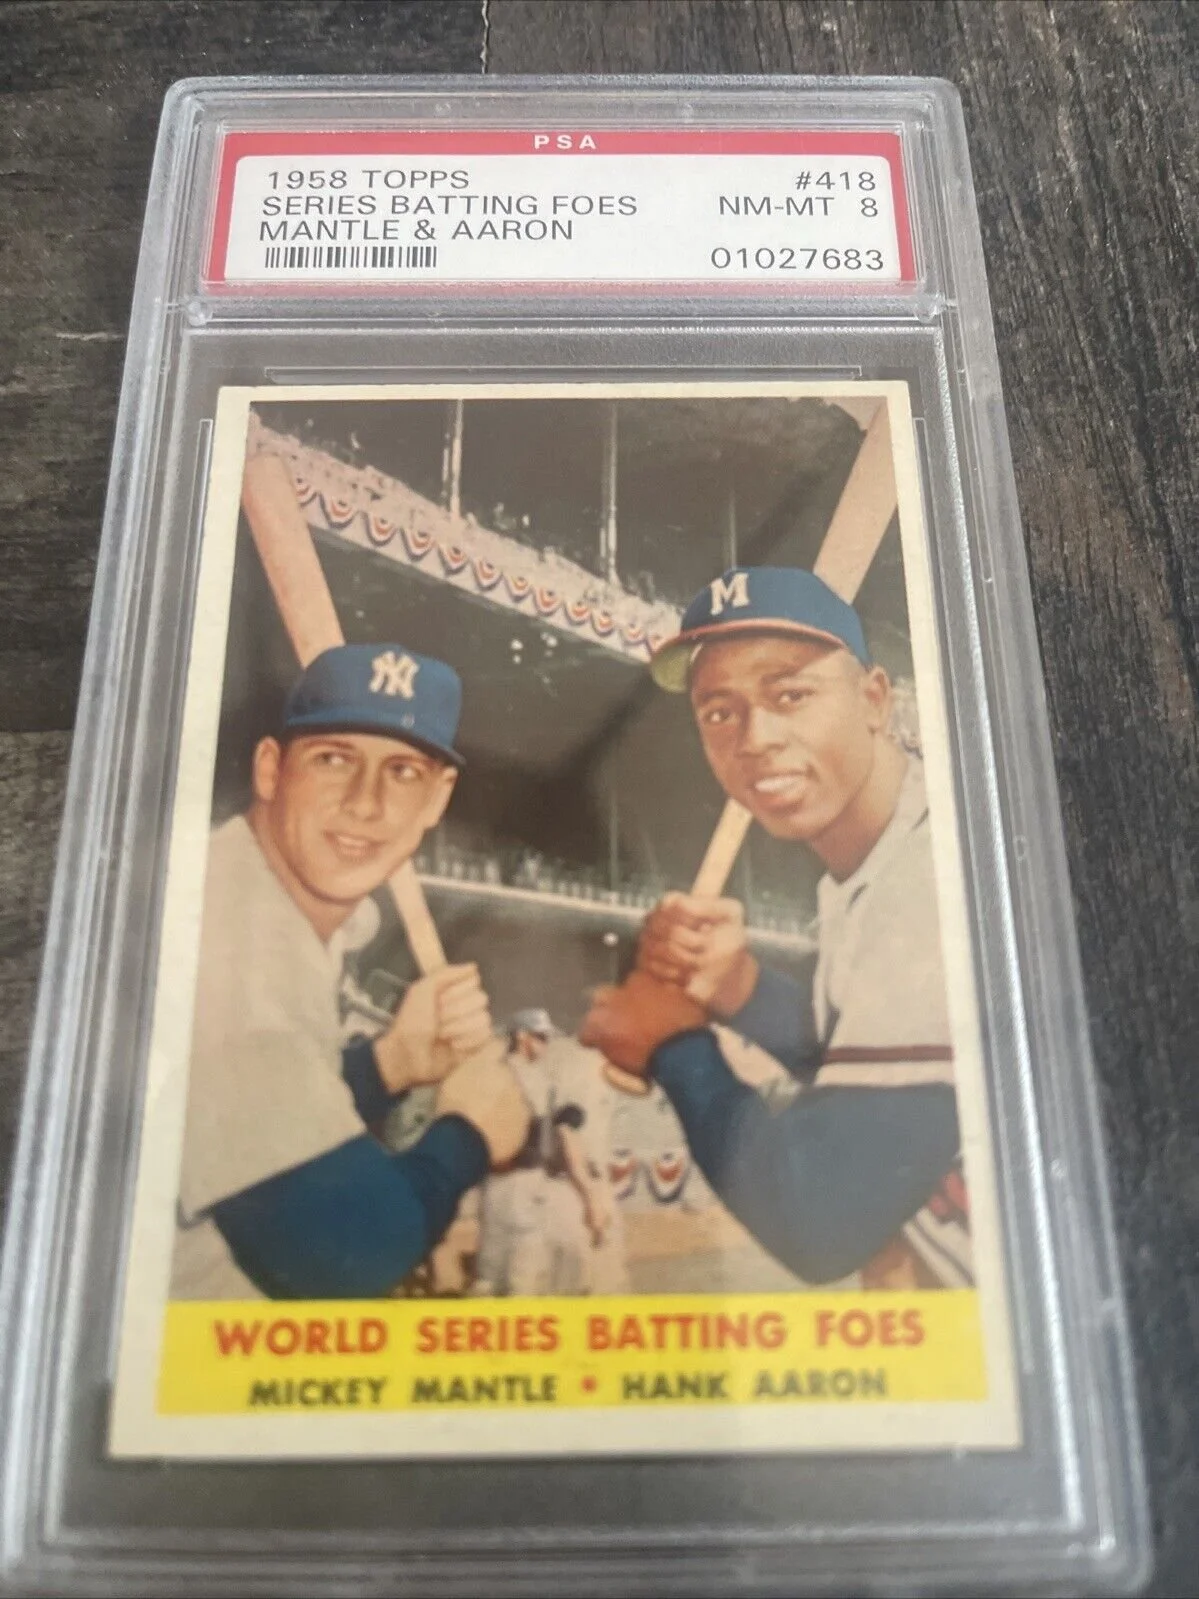 PSA
1958 TOPPS #418
SERIES BATTING FOES NM-MT 8
MANTLE & AARON
01027683
NY
M
WORLD SERIES BATTING FOES
MICKEY MANTLE • HANK AARON